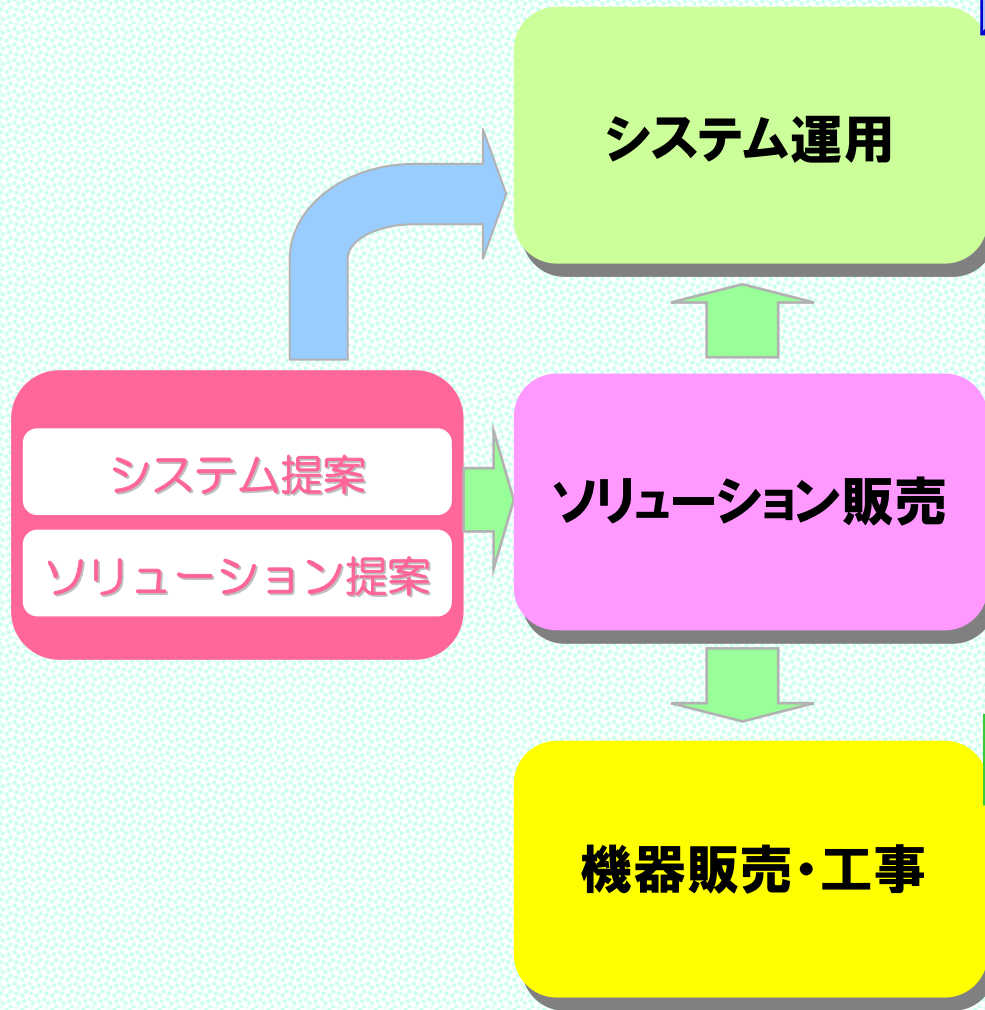 システム運用
システム提案
ソリューション提案
ソリューション販売
機器販売・工事